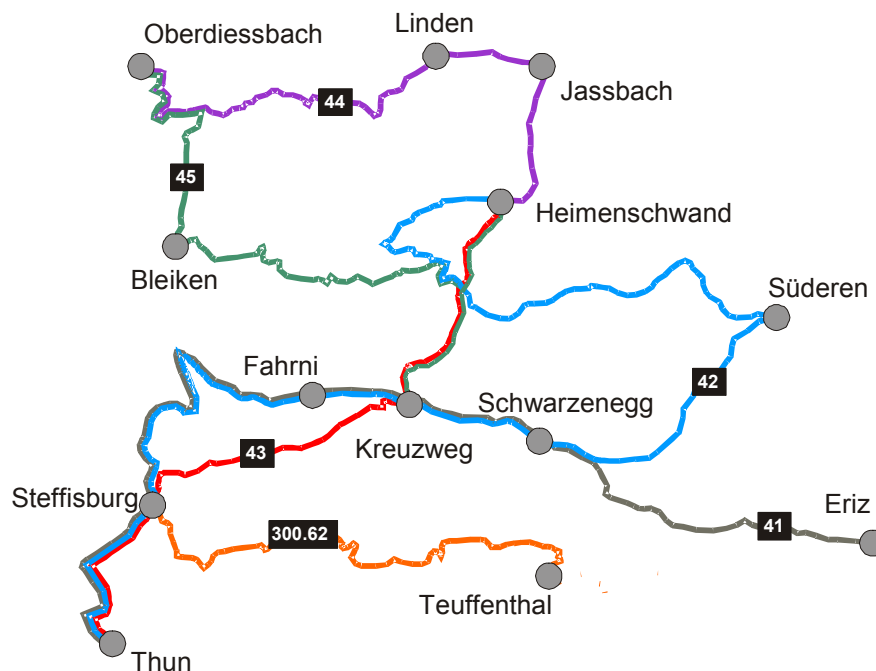 Linden
Oberdiessbach
Jassbach
44
45
Heimenschwand
Bleiken
Süderen
Fahrni
42
Schwarzenegg
Kreuzweg
43
Steffisburg
Eriz
41
300.62
Teuffenthal
Thun